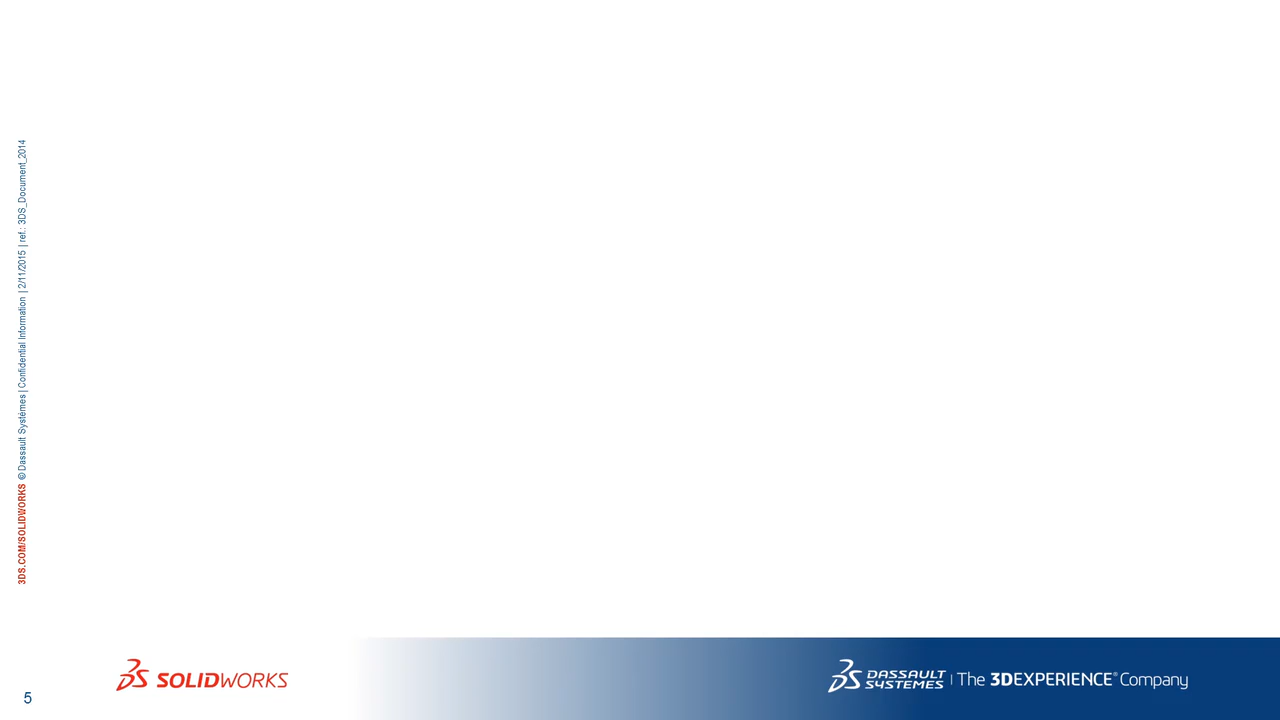 3DS.COM/SOLIDWORKS © Dassault Systèmes | Confidential Information | 2/11/2015 | ref.: 3DS_Document_2014
SOLIDWORKS
DASSAULT SYSTEMES | The 3DEXPERIENCE® Company
5